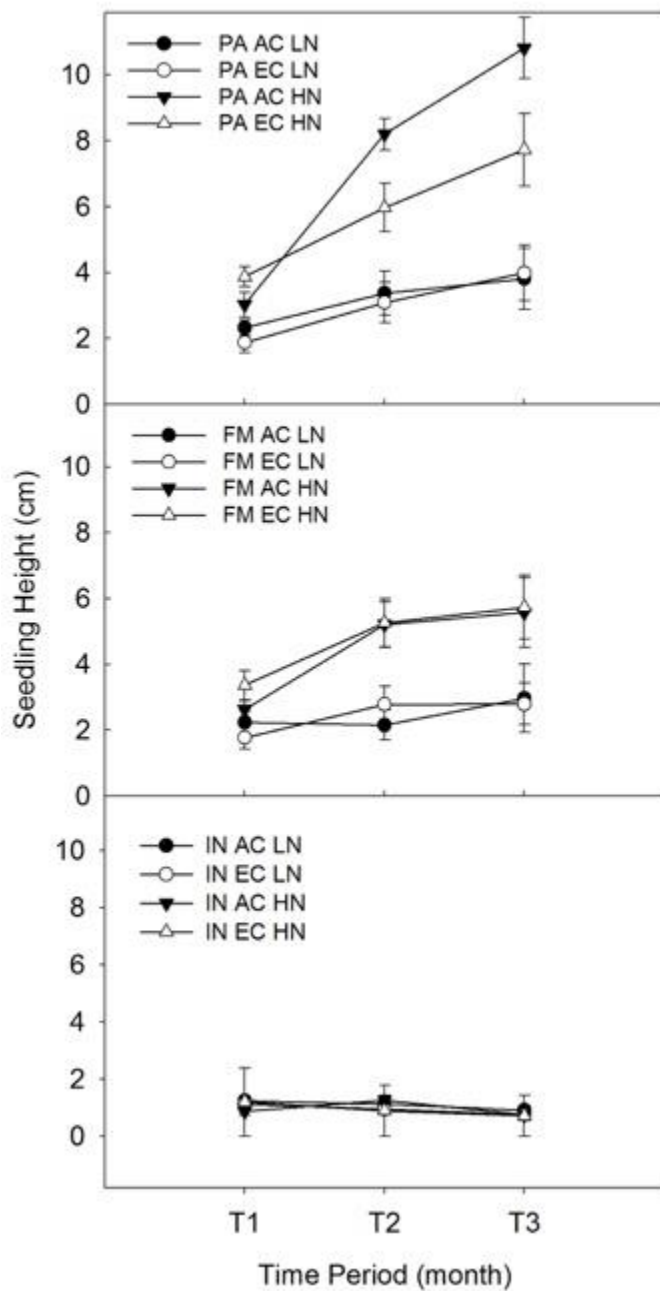 PA AC LN
PA EC LN
PA AC HN
PA EC HN
10
8
6
4
2
0
FM AC LN
FM EC LN
FM AC HN
FM EC HN
10
8
6
4
2
0
Seedling Height (cm)
IN AC LN
IN EC LN
IN AC HN
IN EC HN
10
8
6
4
2
0
T1 T2 T3
Time Period (month)